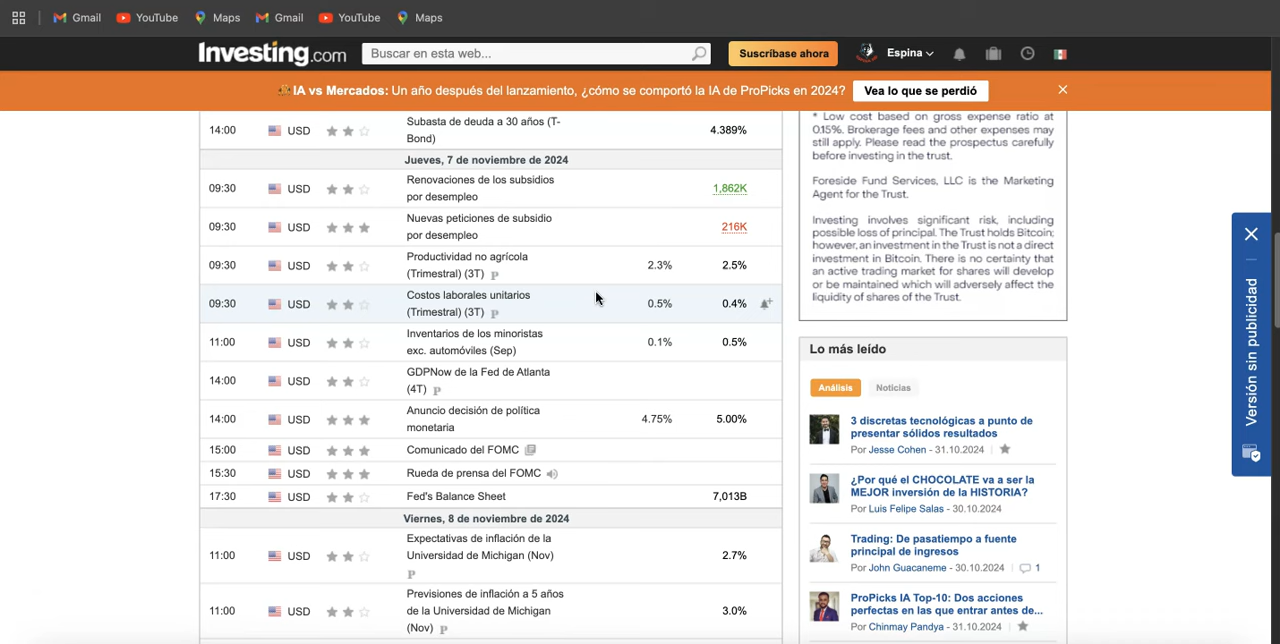 Gmail YouTube Maps Gmail YouTube Maps
Investing.com Buscar en esta web... Suscríbase ahora Espina
IA vs Mercados: Un año después del lanzamiento, ¿cómo se comportó la IA de ProPicks en 2024? Vea lo que se perdió
14:00 USD Subasta de deuda a 30 años (T-
Bond) 4.389%
Jueves, 7 de noviembre de 2024
09:30 USD Renovaciones de los subsidios
por desempleo 1,862K
09:30 USD Nuevas peticiones de subsidio
por desempleo 216K
09:30 USD Productividad no agrícola
(Trimestral) (3T) P 2.3% 2.5%
09:30 USD Costos laborales unitarios
(Trimestral) (3T) P 0.5% 0.4%
11:00 USD Inventarios de los minoristas
exc. automóviles (Sep) 0.1% 0.5%
14:00 USD GDPNow de la Fed de Atlanta
(4T) P
14:00 USD Anuncio decisión de política
monetaria 4.75% 5.00%
15:00 USD Comunicado del FOMC
15:30 USD Rueda de prensa del FOMC
17:30 USD Fed's Balance Sheet 7,013B
Viernes, 8 de noviembre de 2024
11:00 USD Expectativas de inflación de la
Universidad de Michigan (Nov)
P 2.7%
11:00 USD Previsiones de inflación a 5 años
de la Universidad de Michigan
(Nov) P 3.0%
* Low cost based on gross expense ratio at
0.15%. Brokerage fees and other expenses may
still apply. Please read the prospectus carefully
before investing in the trust.
Foreside Fund Services, LLC is the Marketing
Agent for the Trust.
Investing involves significant risk, including
possible loss of principal. The Trust holds Bitcoin;
however, an investment in the Trust is not a direct
investment in Bitcoin. There is no certainty that
an active trading market for shares will develop
or be maintained which will adversely affect the
liquidity of shares of the Trust.
Lo más leído
Análisis Noticias
3 discretas tecnológicas a punto de
presentar sólidos resultados
Por Jesse Cohen - 31.10.2024
¿Por qué el CHOCOLATE va a ser la
MEJOR inversión de la HISTORIA?
Por Luis Felipe Salas - 30.10.2024
Trading: De pasatiempo a fuente
principal de ingresos
Por John Guacaneme - 30.10.2024 1
ProPicks IA Top-10: Dos acciones
perfectas en las que entrar antes de...
Por Chinmay Pandya - 31.10.2024
Versión sin publicidad